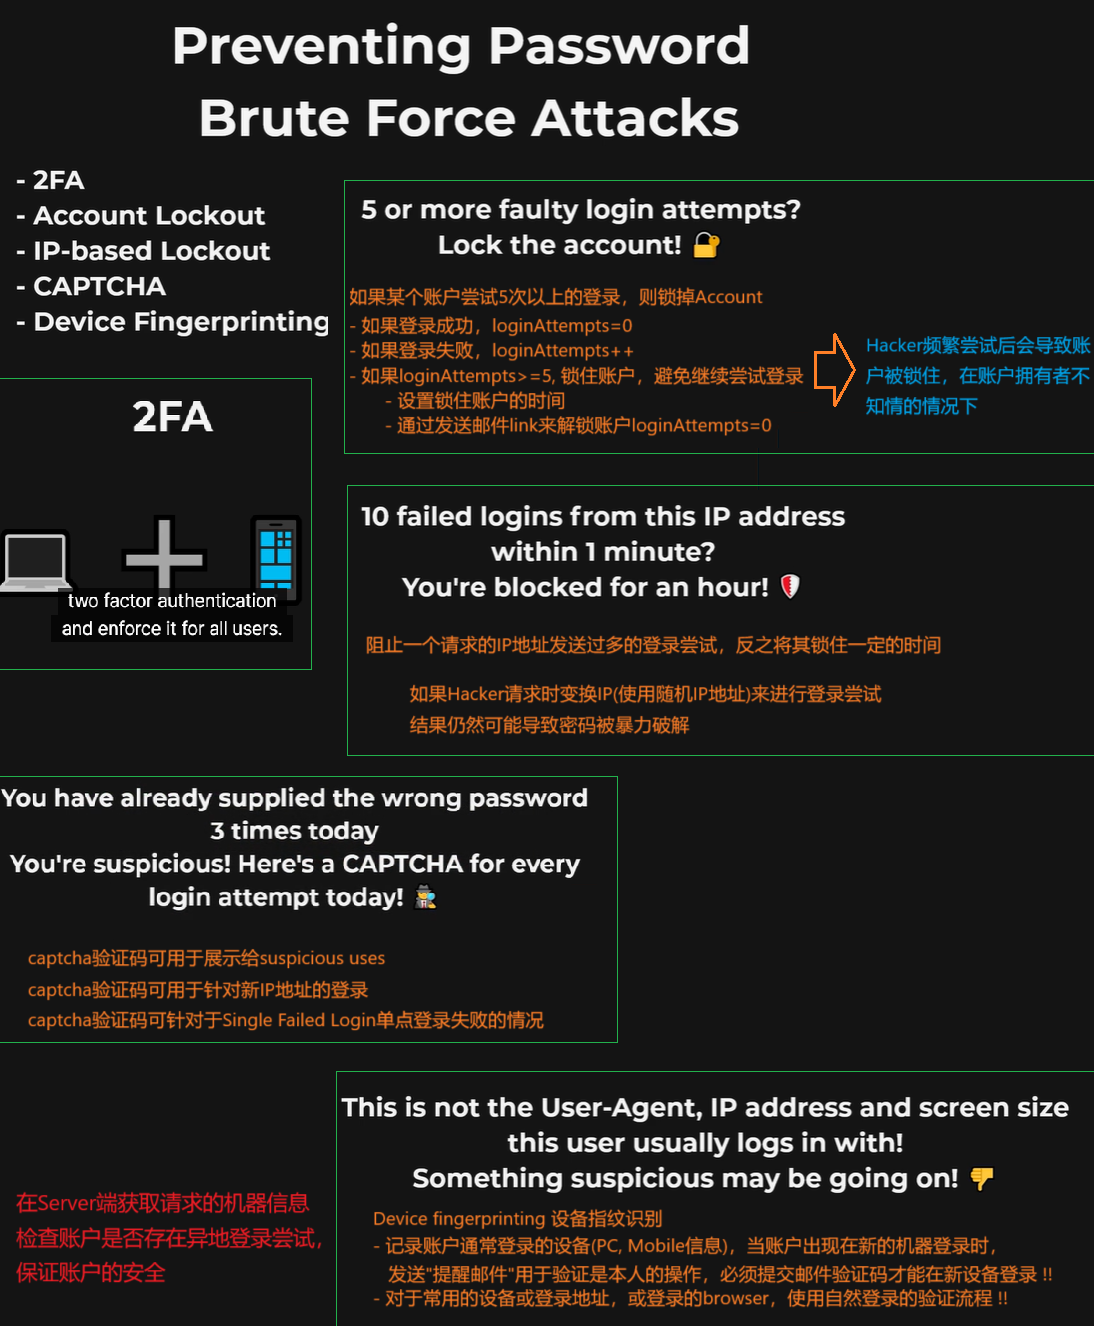 Preventing Password
Brute Force Attacks
- 2FA
- Account Lockout
- IP-based Lockout
- CAPTCHA
- Device Fingerprinting
5 or more faulty login attempts?
Lock the account! 🔐
如果某个账户尝试5次以上的登录，则锁掉Account
- 如果登录成功，loginAttempts=0
- 如果登录失败，loginAttempts++
- 如果loginAttempts>=5, 锁住账户，避免继续尝试登录
- 设置锁住账户的时间
- 通过发送邮件link来解锁账户loginAttempts=0
Hacker频繁尝试后会导致账
户被锁住，在账户拥有者不
知情的情况下
2FA
two factor authentication
and enforce it for all users.
10 failed logins from this IP address
within 1 minute?
You're blocked for an hour! 🛡️
阻止一个请求的IP地址发送过多的登录尝试，反之将其锁住一定的时间
如果Hacker请求时变换IP(使用随机IP地址)来进行登录尝试
结果仍然可能导致密码被暴力破解
You have already supplied the wrong password
3 times today
You're suspicious! Here's a CAPTCHA for every
login attempt today! 🕵️
captcha验证码可用于展示给suspicious uses
captcha验证码可用于针对新IP地址的登录
captcha验证码可针对于Single Failed Login单点登录失败的情况
This is not the User-Agent, IP address and screen size
this user usually logs in with!
Something suspicious may be going on! 👎
Device fingerprinting 设备指纹识别
- 记录账户通常登录的设备(PC, Mobile信息)，当账户出现在新的机器登录时，
发送"提醒邮件"用于验证是本人的操作，必须提交邮件验证码才能在新设备登录 !!
- 对于常用的设备或登录地址，或登录的browser，使用自然登录的验证流程 !!
在Server端获取请求的机器信息
检查账户是否存在异地登录尝试，
保证账户的安全